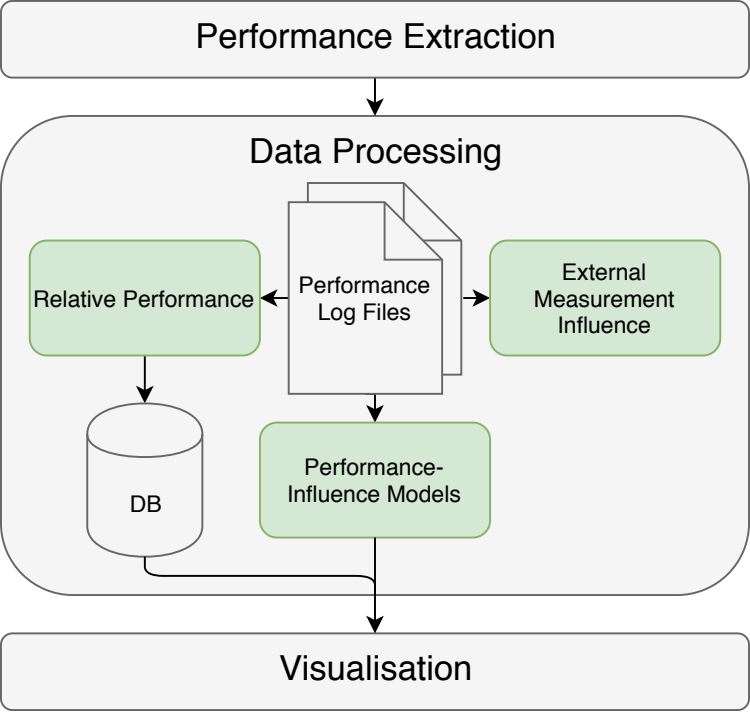 Performance Extraction
Data Processing
Relative Performance
Performance
Log Files
External
Measurement
Influence
DB
Performance-
Influence Models
Visualisation